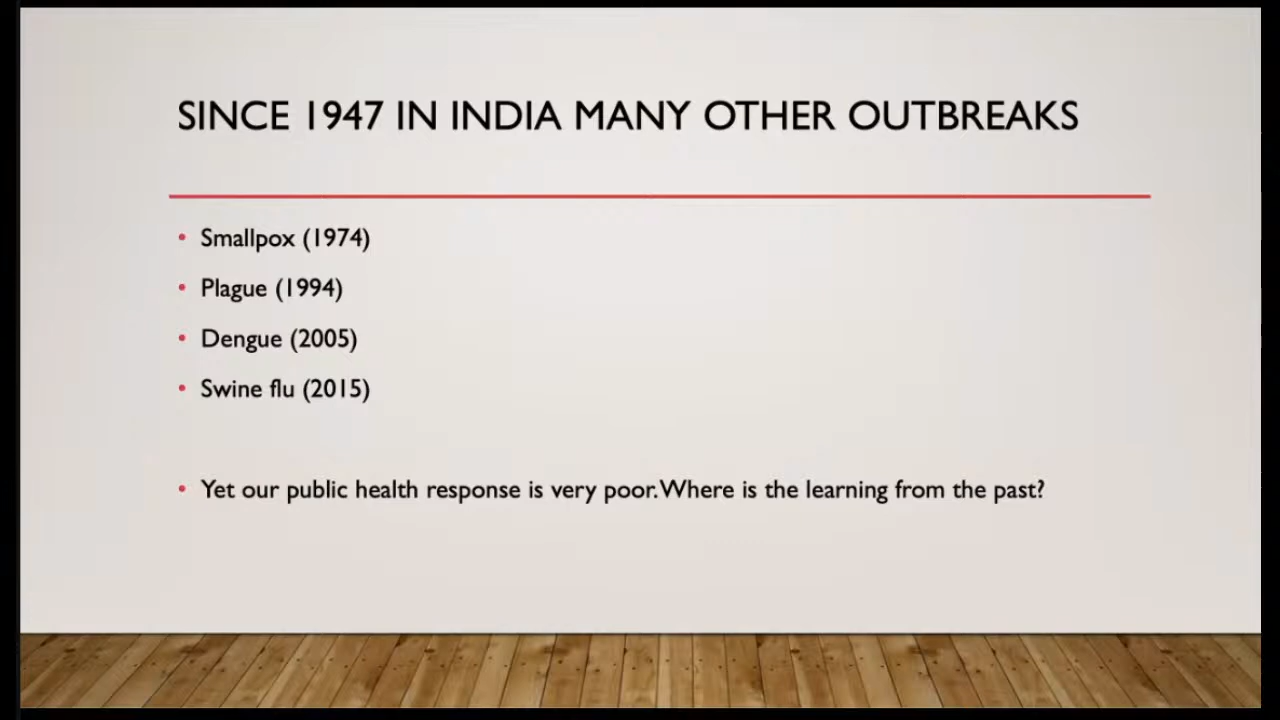 SINCE 1947 IN INDIA MANY OTHER OUTBREAKS
• Smallpox (1974)
• Plague (1994)
• Dengue (2005)
• Swine flu (2015)
• Yet our public health response is very poor. Where is the learning from the past?